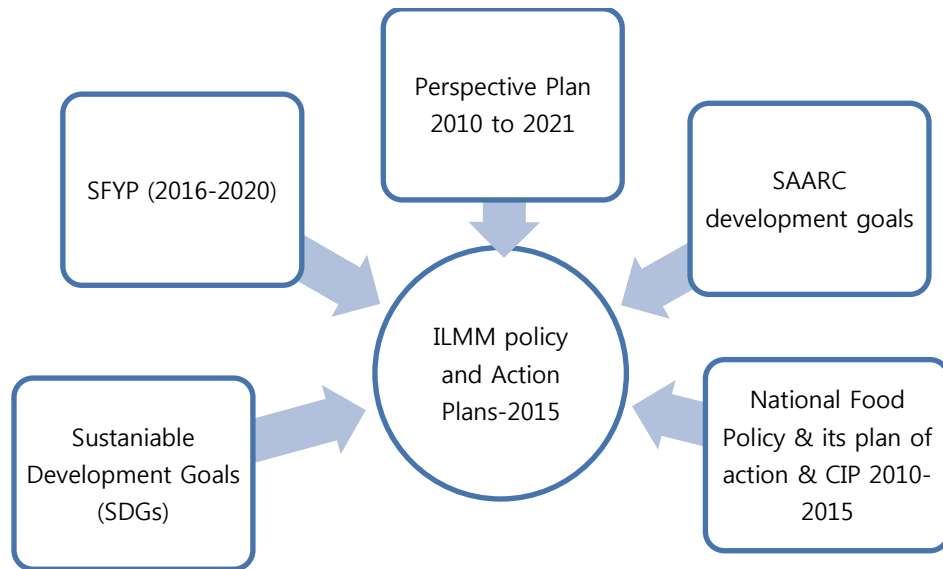 Perspective Plan
2010 to 2021
SFYP (2016-2020)
SAARC
development goals
ILMM policy
and Action
Plans-2015
Sustaniable
Development Goals
(SDGs)
National Food
Policy & its plan of
action & CIP 2010-
2015